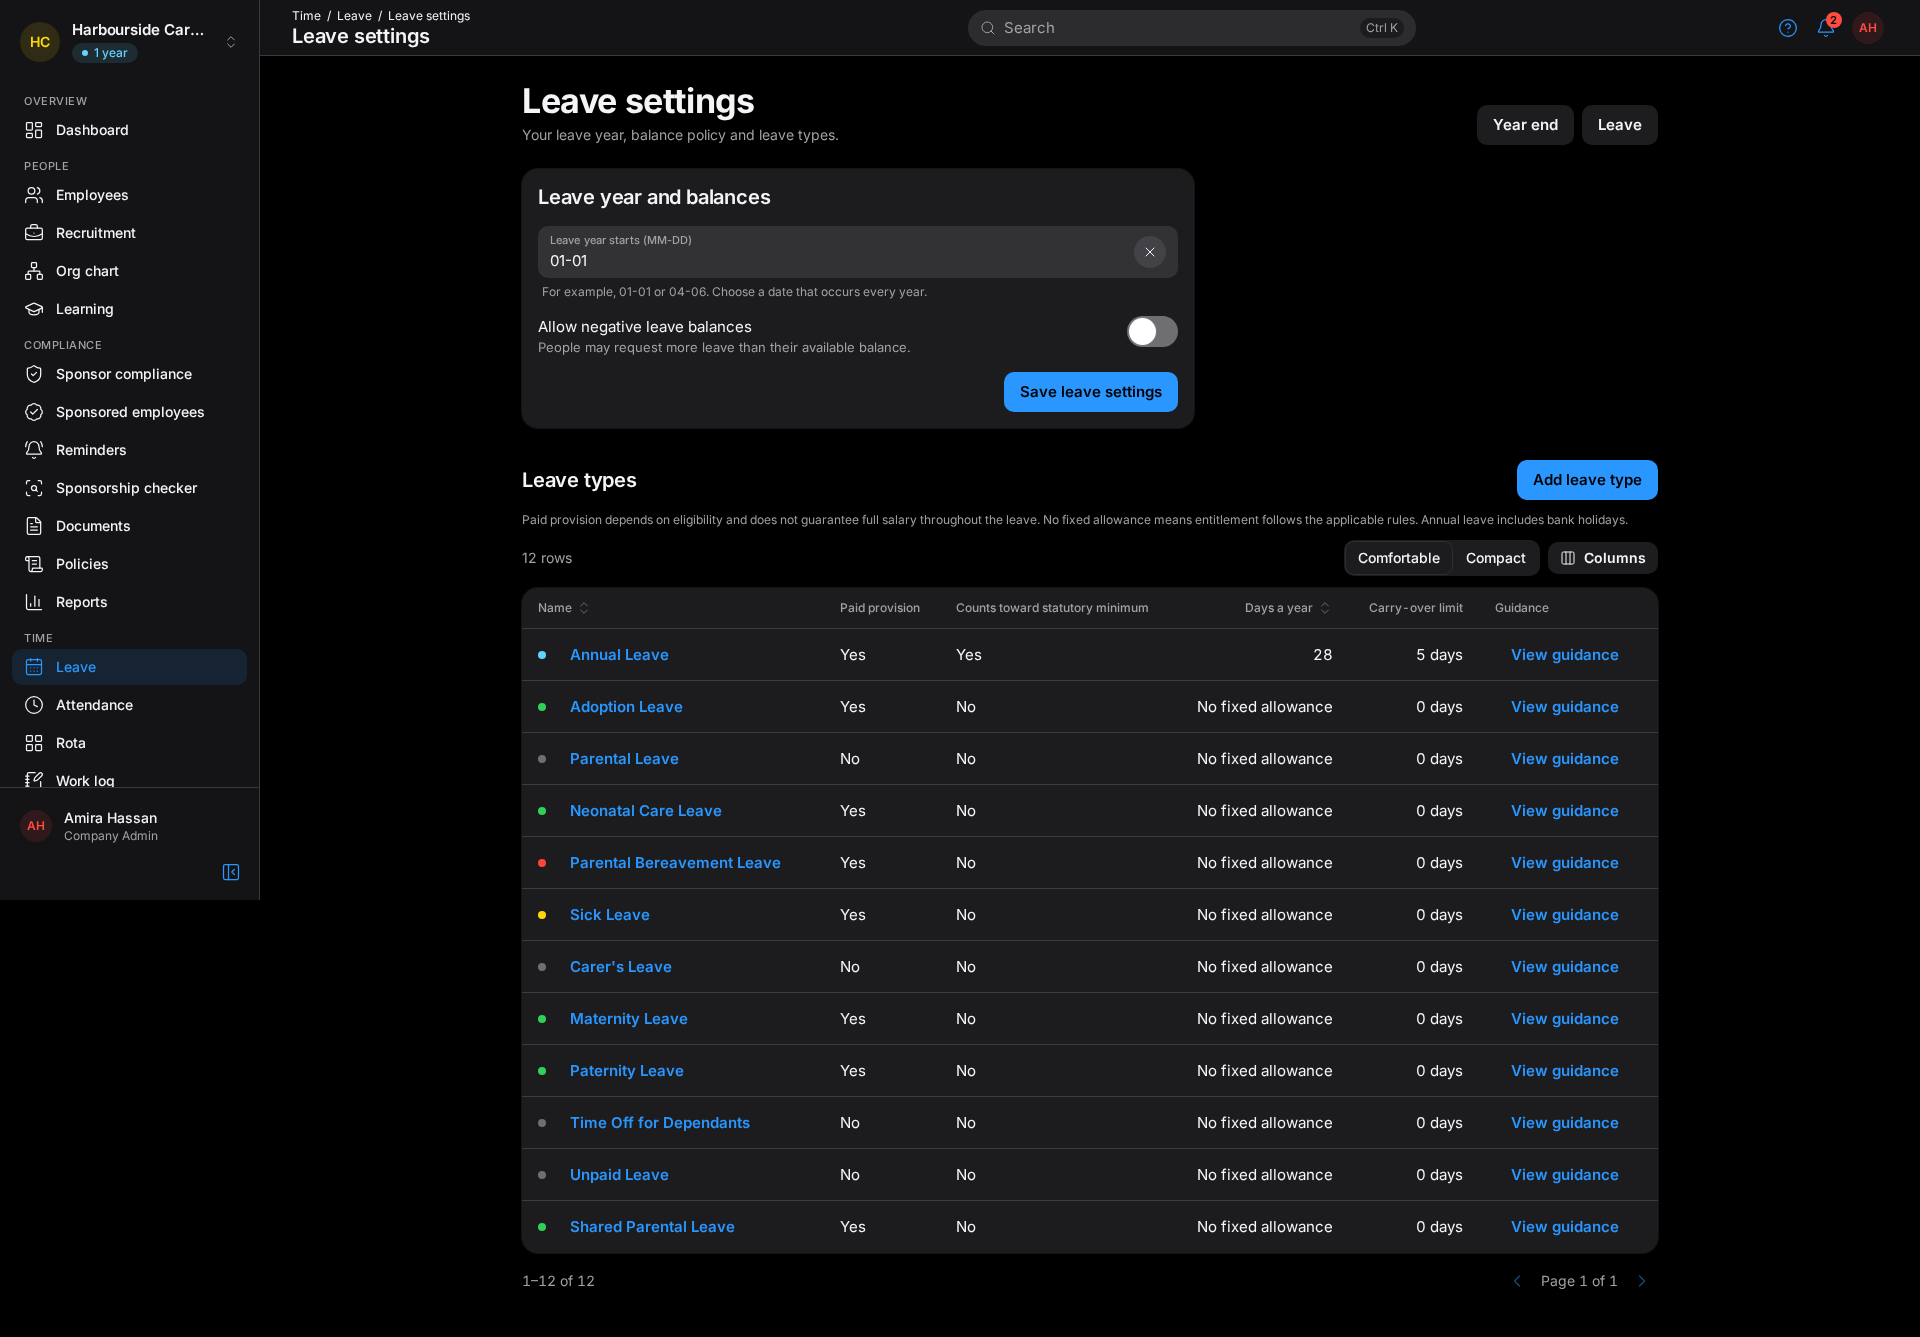 HC
Harbourside Car...
1 year
OVERVIEW
Dashboard
PEOPLE
Employees
Recruitment
Org chart
Learning
COMPLIANCE
Sponsor compliance
Sponsored employees
Reminders
Sponsorship checker
Documents
Policies
Reports
TIME
Leave
Attendance
Rota
Work log
AH
Amira Hassan
Company Admin
Time / Leave / Leave settings
Leave settings
Search
Ctrl K
2
AH
Leave settings
Your leave year, balance policy and leave types.
Year end
Leave
Leave year and balances
Leave year starts (MM-DD)
01-01
For example, 01-01 or 04-06. Choose a date that occurs every year.
Allow negative leave balances
People may request more leave than their available balance.
Save leave settings
Leave types
Add leave type
Paid provision depends on eligibility and does not guarantee full salary throughout the leave. No fixed allowance means entitlement follows the applicable rules. Annual leave includes bank holidays.
12 rows
Comfortable Compact Columns
Name Paid provision Counts toward statutory minimum Days a year Carry-over limit Guidance
Annual Leave Yes Yes 28 5 days View guidance
Adoption Leave Yes No No fixed allowance 0 days View guidance
Parental Leave No No No fixed allowance 0 days View guidance
Neonatal Care Leave Yes No No fixed allowance 0 days View guidance
Parental Bereavement Leave Yes No No fixed allowance 0 days View guidance
Sick Leave Yes No No fixed allowance 0 days View guidance
Carer's Leave No No No fixed allowance 0 days View guidance
Maternity Leave Yes No No fixed allowance 0 days View guidance
Paternity Leave Yes No No fixed allowance 0 days View guidance
Time Off for Dependants No No No fixed allowance 0 days View guidance
Unpaid Leave No No No fixed allowance 0 days View guidance
Shared Parental Leave Yes No No fixed allowance 0 days View guidance
1–12 of 12
Page 1 of 1